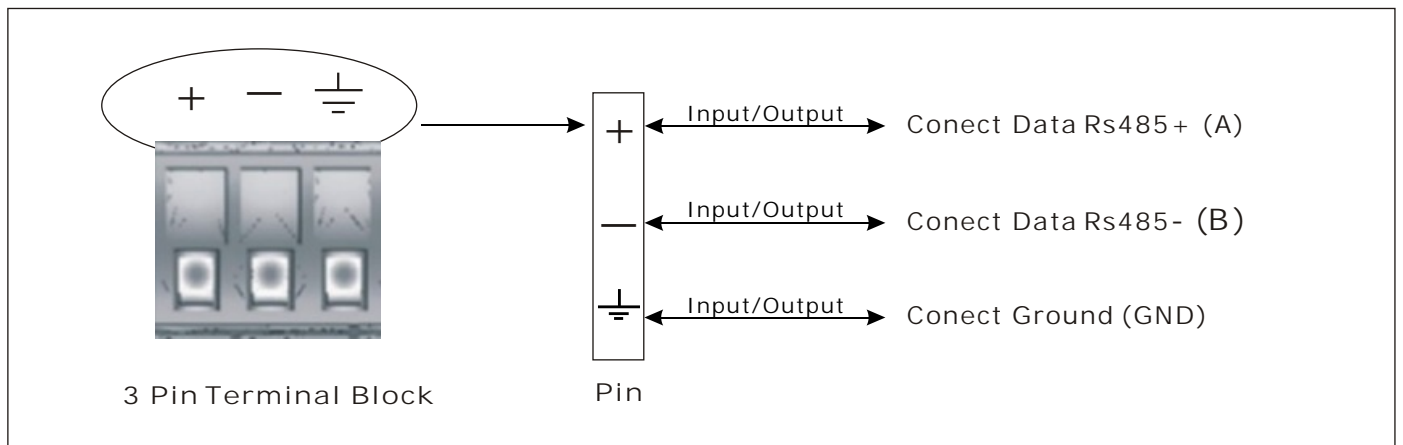 + − ⏚
+ Input/Output Conect Data Rs485+ (A)
− Input/Output Conect Data Rs485- (B)
⏚ Input/Output Conect Ground (GND)
3 Pin Terminal Block
Pin